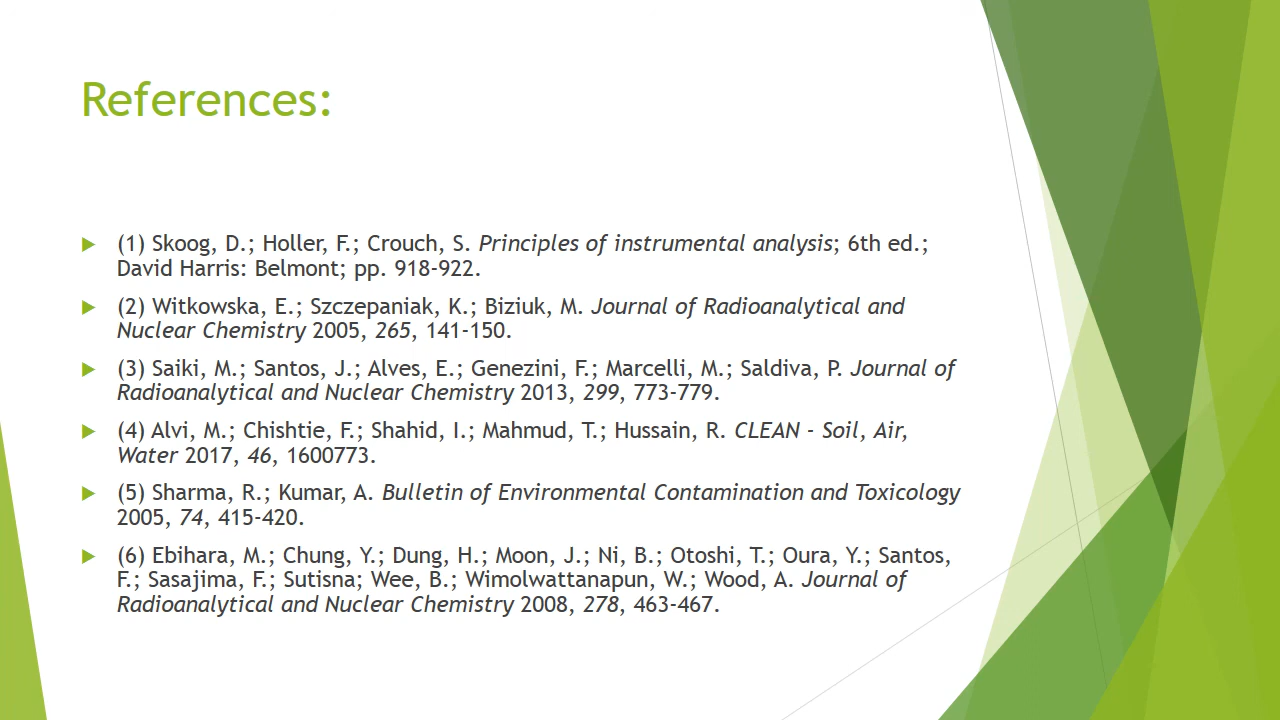 References:
(1) Skoog, D.; Holler, F.; Crouch, S. Principles of instrumental analysis; 6th ed.;
David Harris: Belmont; pp. 918-922.
(2) Witkowska, E.; Szczepaniak, K.; Biziuk, M. Journal of Radioanalytical and
Nuclear Chemistry 2005, 265, 141-150.
(3) Saiki, M.; Santos, J.; Alves, E.; Genezini, F.; Marcelli, M.; Saldiva, P. Journal of
Radioanalytical and Nuclear Chemistry 2013, 299, 773-779.
(4) Alvi, M.; Chishtie, F.; Shahid, I.; Mahmud, T.; Hussain, R. CLEAN - Soil, Air,
Water 2017, 46, 1600773.
(5) Sharma, R.; Kumar, A. Bulletin of Environmental Contamination and Toxicology
2005, 74, 415-420.
(6) Ebihara, M.; Chung, Y.; Dung, H.; Moon, J.; Ni, B.; Otoshi, T.; Oura, Y.; Santos,
F.; Sasajima, F.; Sutisna; Wee, B.; Wimolwattanapun, W.; Wood, A. Journal of
Radioanalytical and Nuclear Chemistry 2008, 278, 463-467.